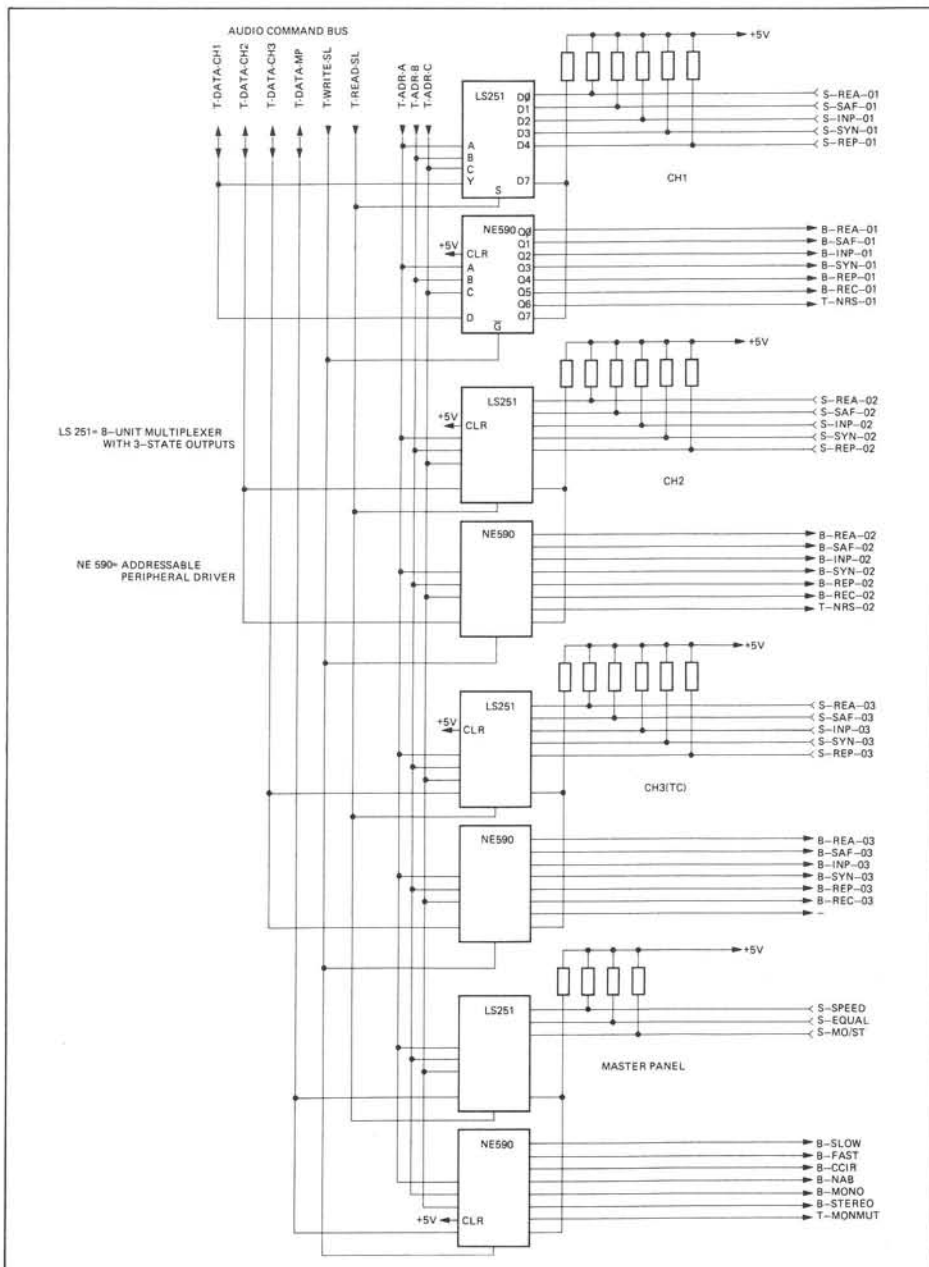 AUDIO COMMAND BUS
T-DATA-CH1
T-DATA-CH2
T-DATA-CH3
T-DATA-MP
T-WRITE-SL
T-READ-SL
T-ADR-A
T-ADR-B
T-ADR-C
+5V
LS251
DØ
D1
D2
D3
D4
A
B
C
Y
D7
S
S-REA-01
S-SAF-01
S-INP-01
S-SYN-01
S-REP-01
CH1
NE590
QØ
+5V
CLR
Q1
Q2
A
Q3
B
Q4
C
Q5
Q6
D
Q7
G̅
B-REA-01
B-SAF-01
B-INP-01
B-SYN-01
B-REP-01
B-REC-01
T-NRS-01
+5V
LS251
+5V
CLR
S-REA-02
S-SAF-02
S-INP-02
S-SYN-02
S-REP-02
LS 251= 8-UNIT MULTIPLEXER
WITH 3-STATE OUTPUTS
CH2
NE590
B-REA-02
B-SAF-02
B-INP-02
B-SYN-02
B-REP-02
B-REC-02
T-NRS-02
NE 590= ADDRESSABLE
PERIPHERAL DRIVER
+5V
LS251
+5V
CLR
S-REA-03
S-SAF-03
S-INP-03
S-SYN-03
S-REP-03
CH3(TC)
NE590
B-REA-03
B-SAF-03
B-INP-03
B-SYN-03
B-REP-03
B-REC-03
-
+5V
LS251
S-SPEED
S-EQUAL
S-MO/ST
MASTER PANEL
NE590
B-SLOW
B-FAST
B-CCIR
B-NAB
B-MONO
B-STEREO
T-MONMUT
+5V
CLR